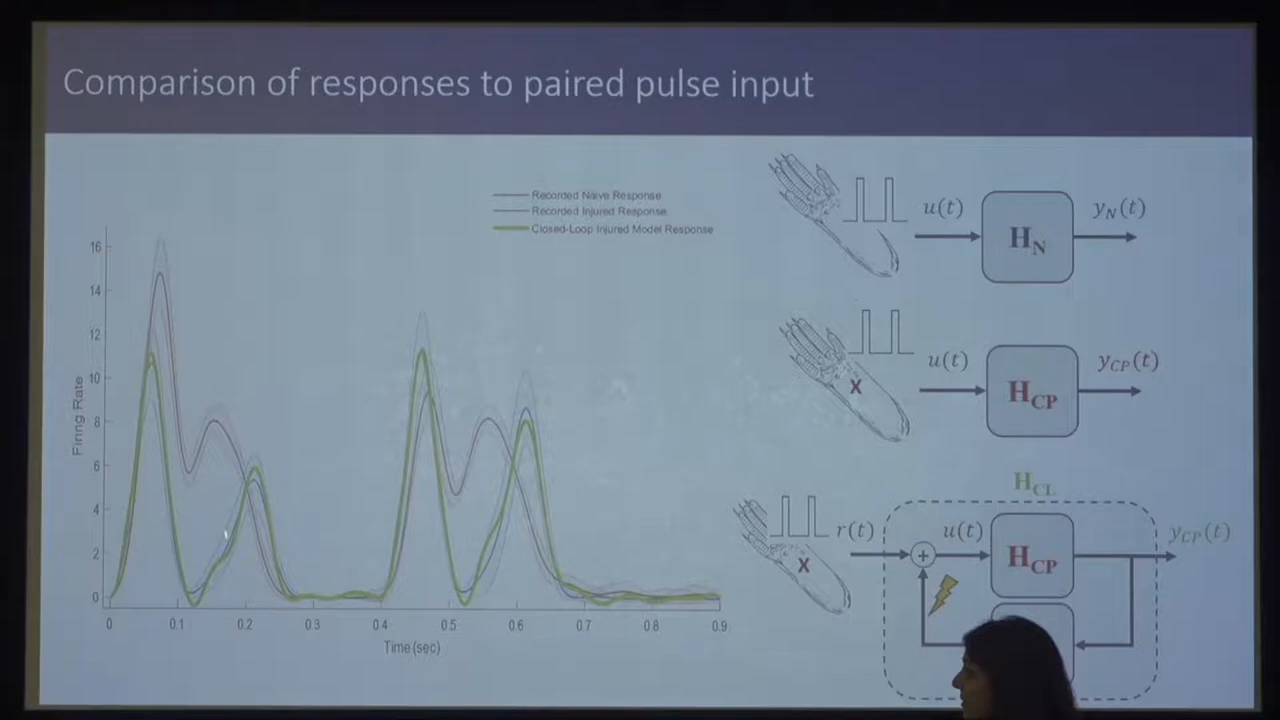 Comparison of responses to paired pulse input
Recorded Naive Response
Recorded Injured Response
Closed-Loop Injured Model Response
16
14
12
10
8
6
4
2
0
Firing Rate
0 0.1 0.2 0.3 0.4 0.5 0.6 0.7 0.8 0.9
Time (sec)
u(t)
H_N
y_N(t)
X
u(t)
H_CP
y_CP(t)
H_CL
X
r(t)
+
u(t)
H_CP
y_CP(t)